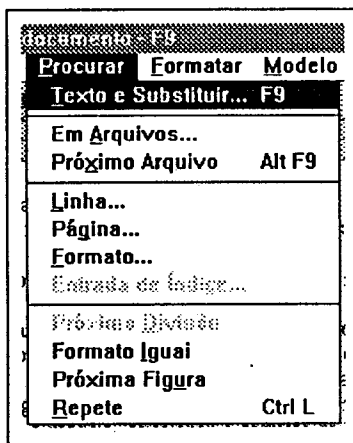 documento - F9
Procurar Formatar Modelo
Texto e Substituir... F9
Em Arquivos...
Próximo Arquivo Alt F9
Linha...
Página...
Formato...
Entrada de Índice...
Próxima Divisão
Formato Iguai
Próxima Figura
Repete Ctrl L